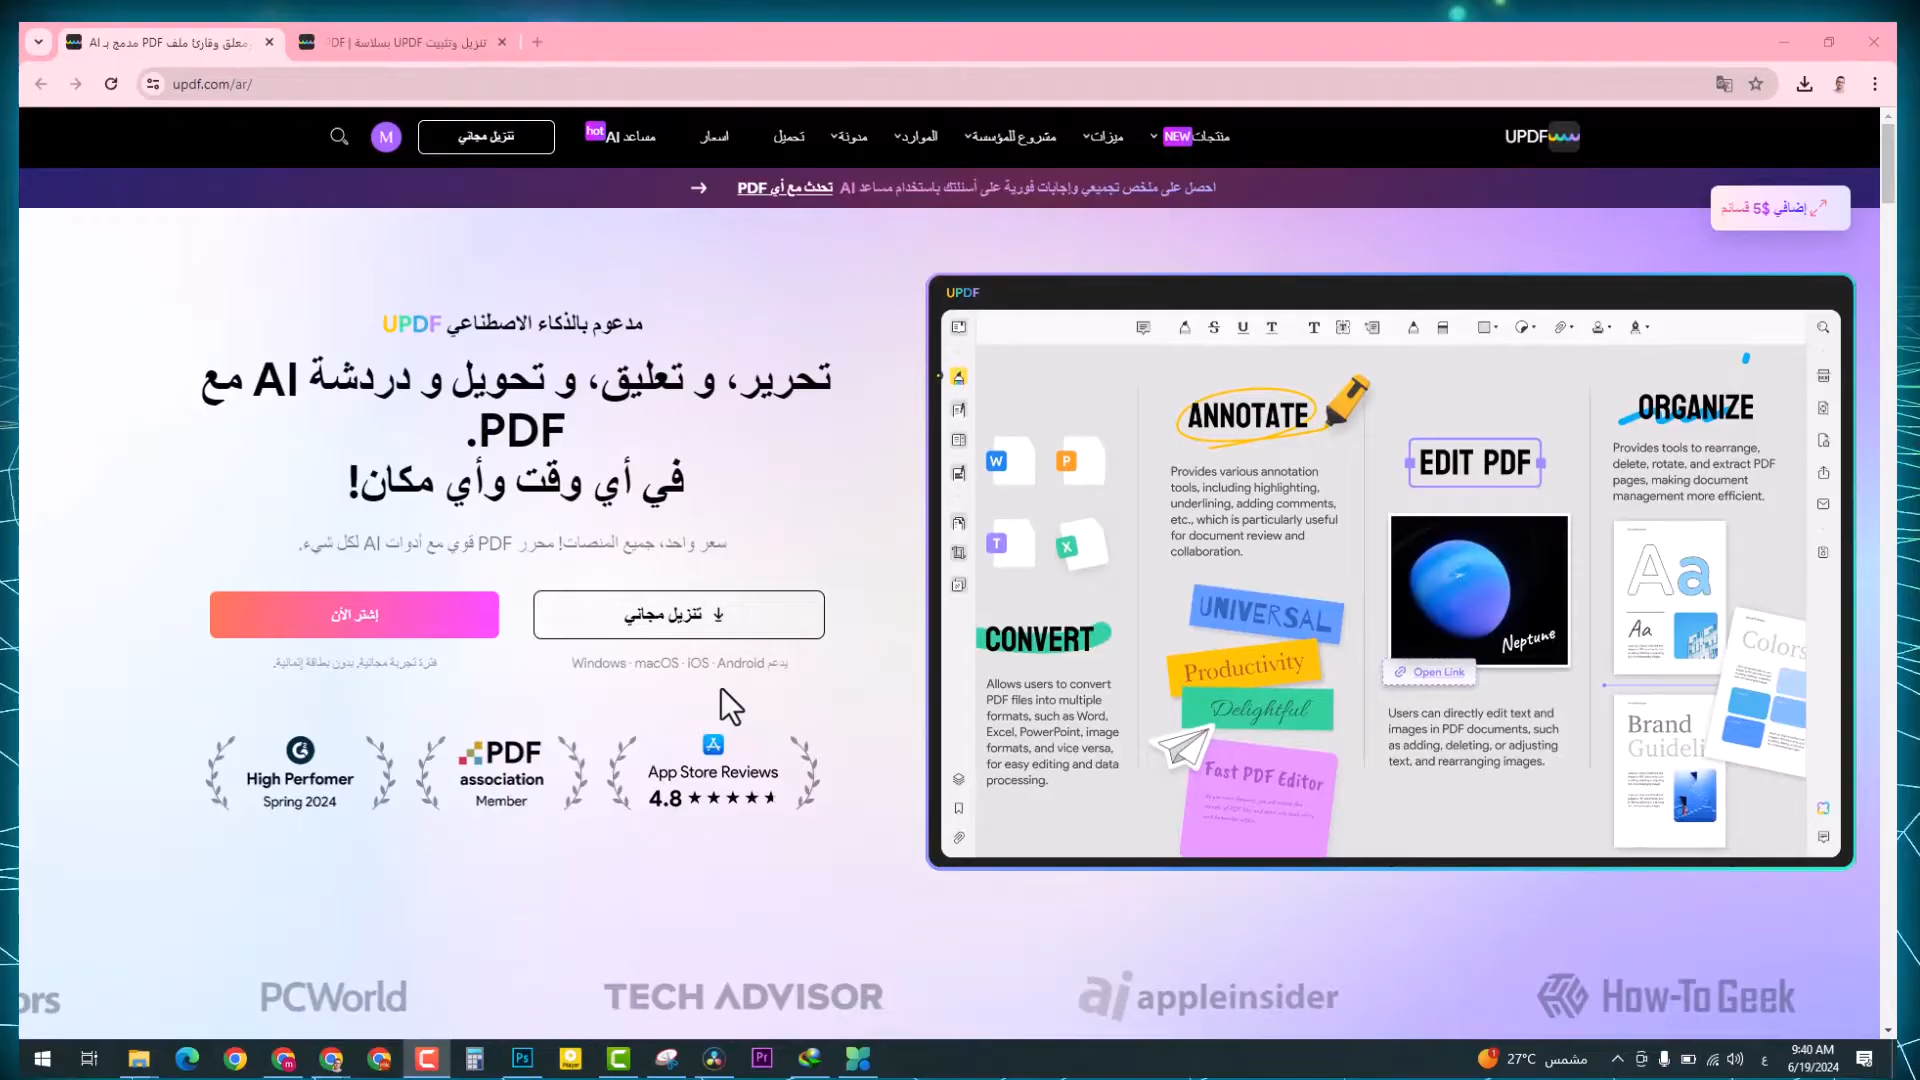 معلق وقارئ ملف PDF مدمج بـ AI
تنزيل وتثبيت UPDF بسلاسة | PDF
updf.com/ar/
UPDF
منتجات NEW
ميزات
مشروع للمؤسسة
الموارد
مدونة
تحميل
اسعار
مساعد AI hot
تنزيل مجاني
M
احصل على ملخص تجميعي وإجابات فورية على أسئلتك باستخدام مساعد AI تحدث مع أي PDF
إضافي 5$ قسائم
UPDF مدعوم بالذكاء الاصطناعي
تحرير، و تعليق، و تحويل و دردشة AI مع
PDF.
في أي وقت وأي مكان!
سعر واحد، جميع المنصات! محرر PDF قوي مع أدوات AI لكل شيء.
تنزيل مجاني
إشتر الأن
يدعم Windows · macOS · iOS · Android
فترة تجربة مجانية. بدون بطاقة إئتمانية.
High Perfomer
Spring 2024
PDF
association
Member
App Store Reviews
4.8
UPDF
W
P
T
X
CONVERT
Allows users to convert
PDF files into multiple
formats, such as Word,
Excel, PowerPoint, image
formats, and vice versa,
for easy editing and data
processing.
ANNOTATE
Provides various annotation
tools, including highlighting,
underlining, adding comments,
etc., which is particularly useful
for document review and
collaboration.
UNIVERSAL
Productivity
Delightful
Fast PDF Editor
EDIT PDF
Neptune
Open Link
Users can directly edit text and
images in PDF documents, such
as adding, deleting, or adjusting
text, and rearranging images.
ORGANIZE
Provides tools to rearrange,
delete, rotate, and extract PDF
pages, making document
management more efficient.
Aa
Aa
Colors
Brand
Guideli
ors
PCWorld
TECH ADVISOR
appleinsider
How-To Geek
Ps
Pr
27°C مشمس
ع
9:40 AM
6/19/2024